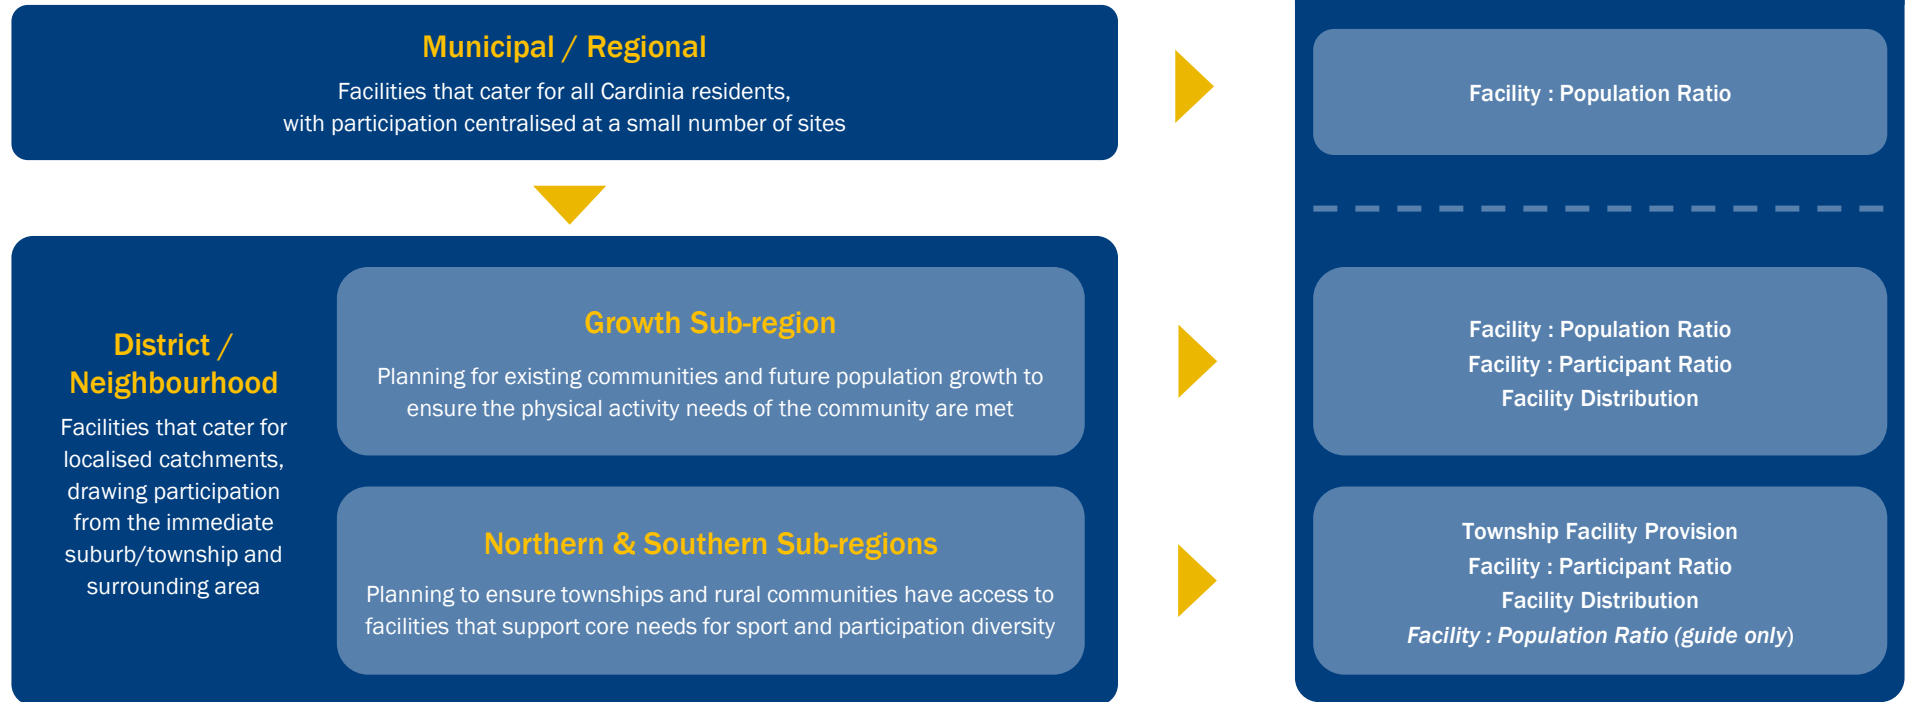 Municipal / Regional
Facilities that cater for all Cardinia residents,
with participation centralised at a small number of sites
Facility : Population Ratio
District /
Neighbourhood
Facilities that cater for
localised catchments,
drawing participation
from the immediate
suburb/township and
surrounding area
Growth Sub-region
Planning for existing communities and future population growth to
ensure the physical activity needs of the community are met
Facility : Population Ratio
Facility : Participant Ratio
Facility Distribution
Northern & Southern Sub-regions
Planning to ensure townships and rural communities have access to
facilities that support core needs for sport and participation diversity
Township Facility Provision
Facility : Participant Ratio
Facility Distribution
Facility : Population Ratio (guide only)